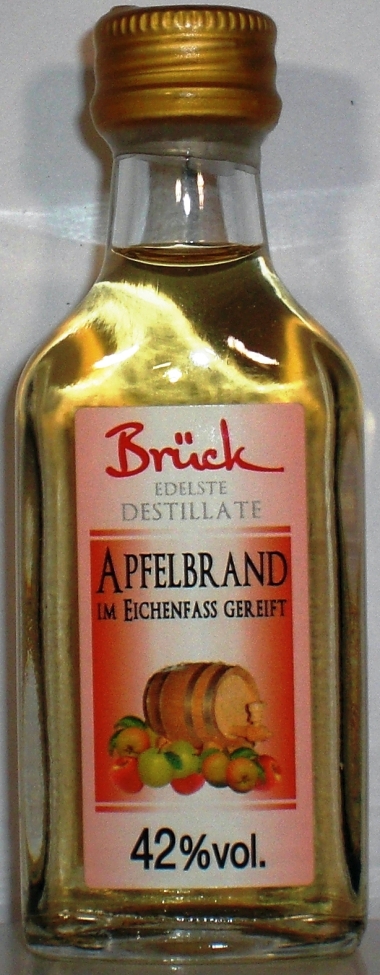 Brück
EDELSTE
DESTILLATE
APFELBRAND
IM EICHENFASS GEREIFT
42%vol.